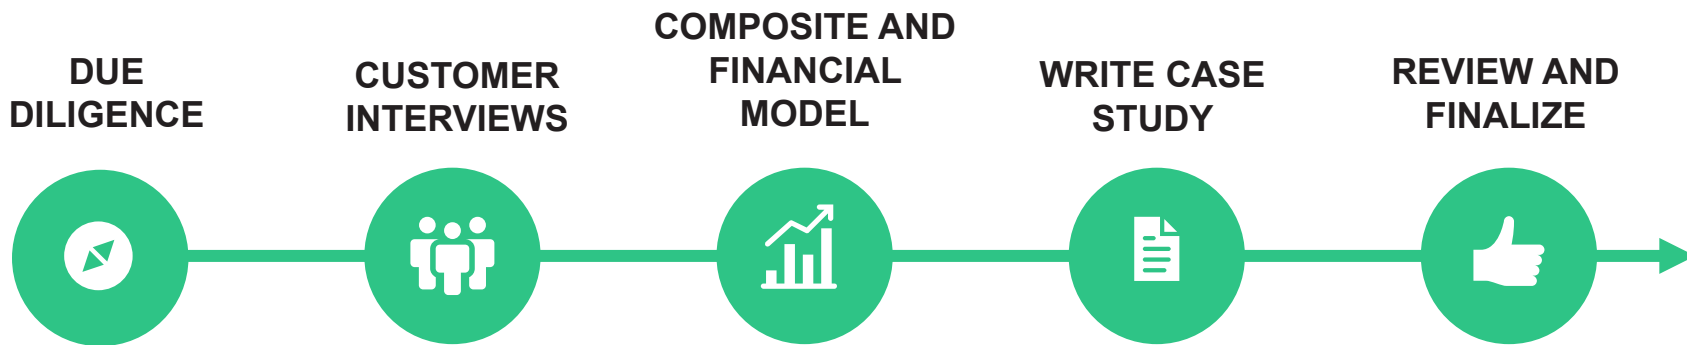 DUE
DILIGENCE
CUSTOMER
INTERVIEWS
COMPOSITE AND
FINANCIAL
MODEL
WRITE CASE
STUDY
REVIEW AND
FINALIZE